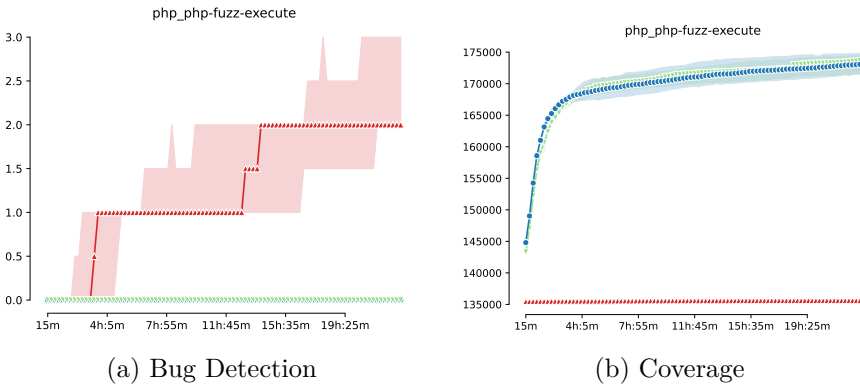 php_php-fuzz-execute
3.0
2.5
2.0
1.5
1.0
0.5
0.0
15m 4h:5m 7h:55m 11h:45m 15h:35m 19h:25m
(a) Bug Detection
php_php-fuzz-execute
175000
170000
165000
160000
155000
150000
145000
140000
135000
15m 4h:5m 7h:55m 11h:45m 15h:35m 19h:25m
(b) Coverage